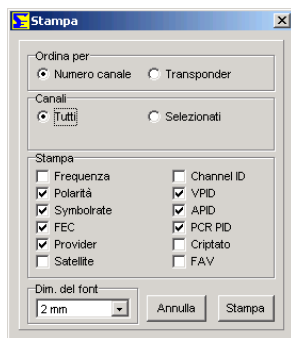 Stampa
Ordina per
Numero canale Transponder
Canali
Tutti Selezionati
Stampa
Frequenza Channel ID
Polarità VPID
Symbolrate APID
FEC PCR PID
Provider Criptato
Satellite FAV
Dim. del font
2 mm Annulla Stampa